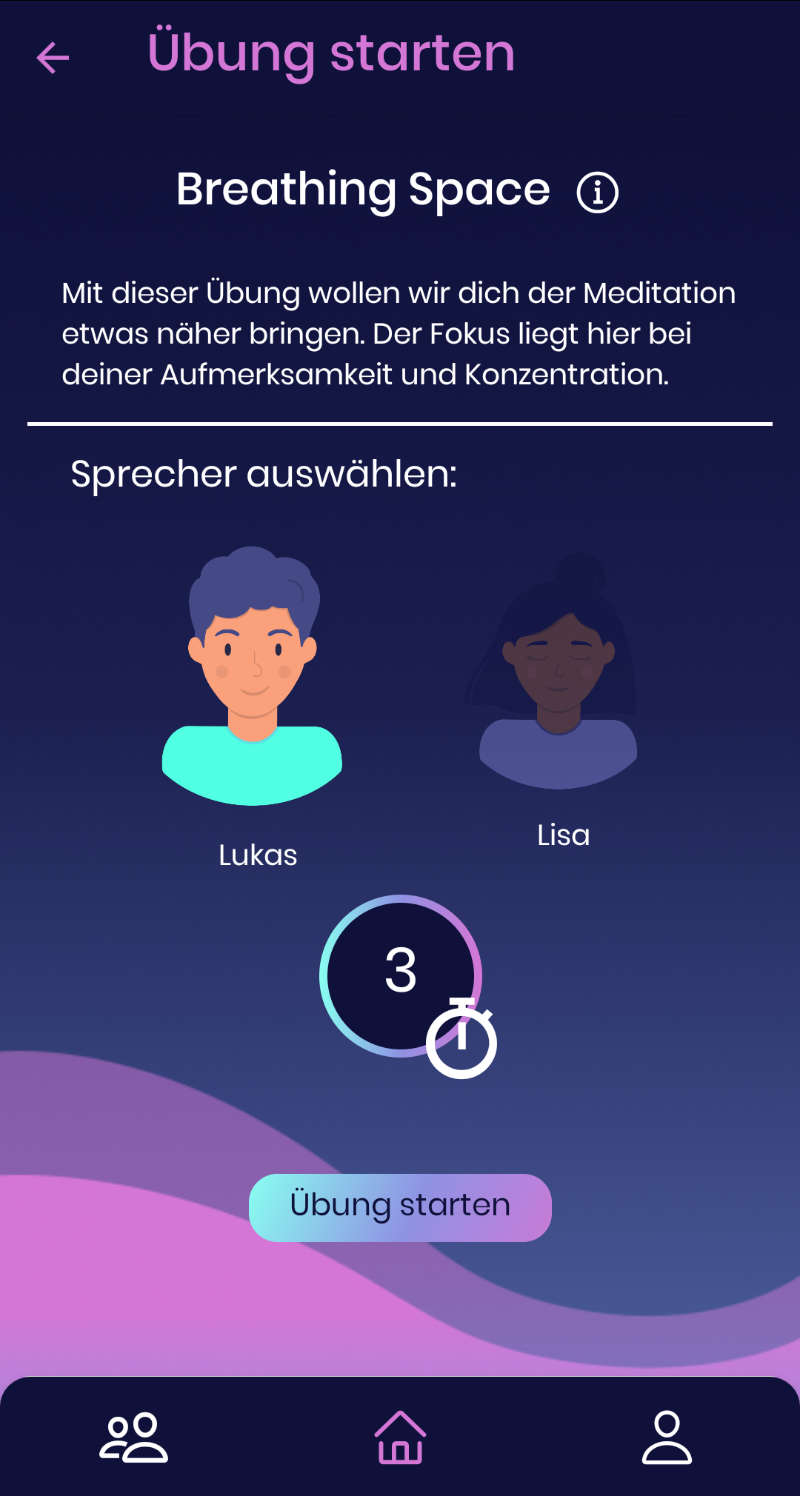 Übung starten
Breathing Space
Mit dieser Übung wollen wir dich der Meditation
etwas näher bringen. Der Fokus liegt hier bei
deiner Aufmerksamkeit und Konzentration.
Sprecher auswählen:
Lukas
Lisa
3
Übung starten